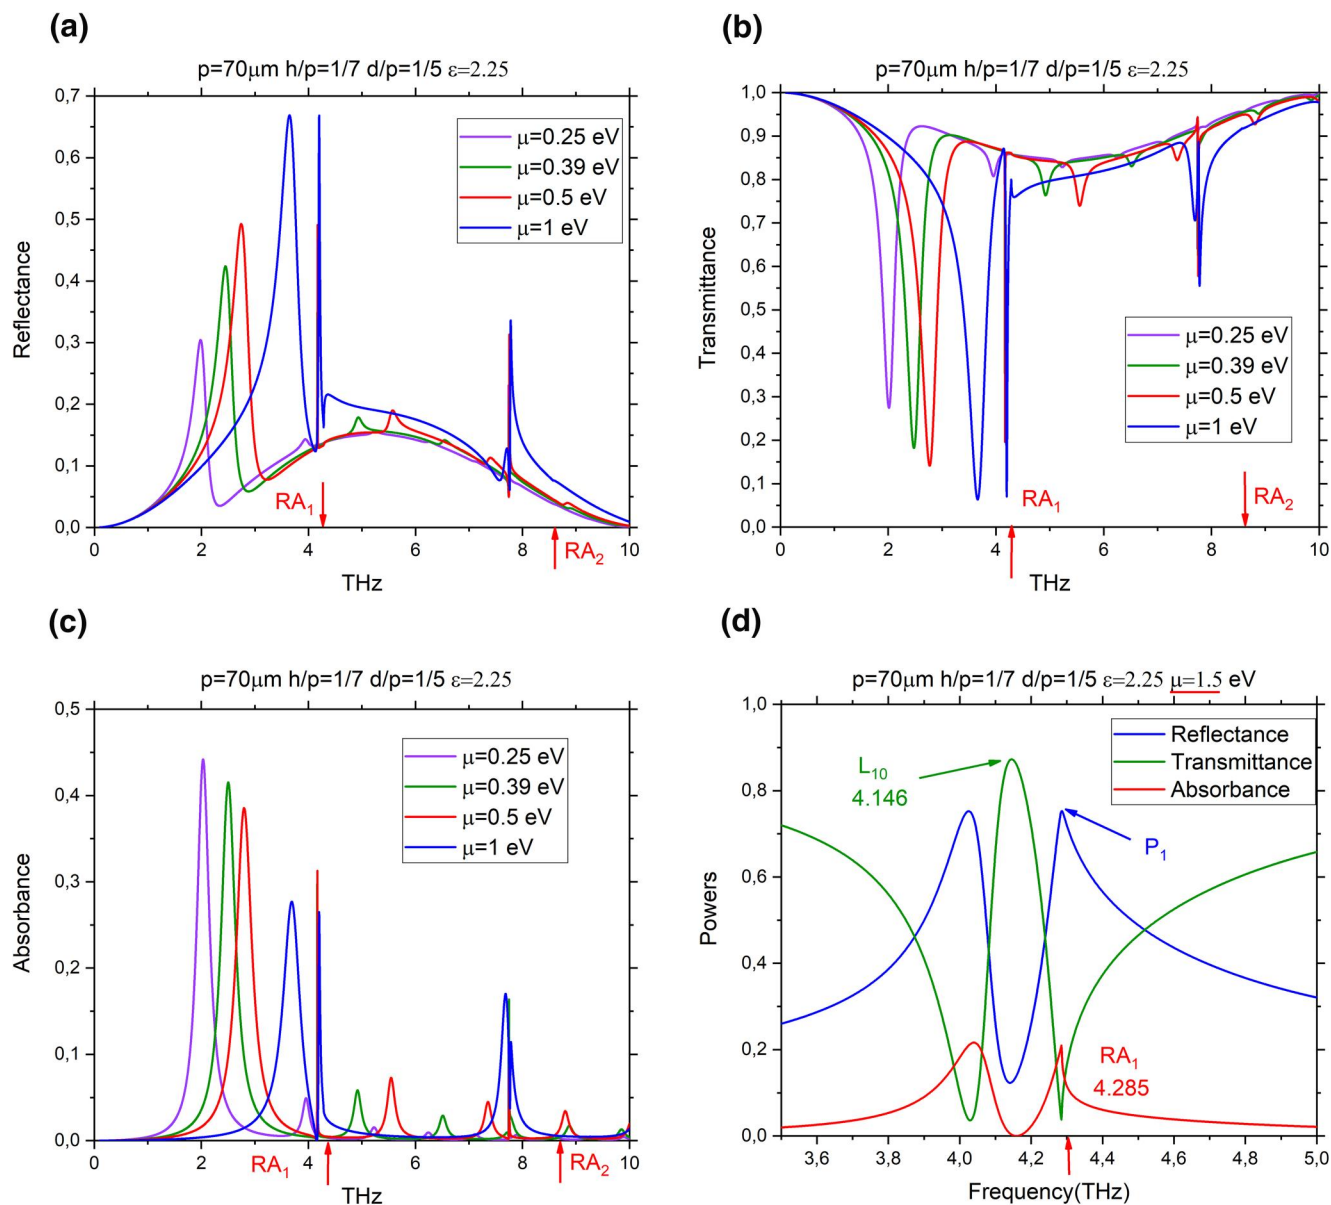 (a)
p=70μm h/p=1/7 d/p=1/5 ε=2.25
0,7
0,6
0,5
0,4
0,3
0,2
0,1
0,0
Reflectance
μ=0.25 eV
μ=0.39 eV
μ=0.5 eV
μ=1 eV
RA1
RA2
0 2 4 6 8 10
THz
(b)
p=70μm h/p=1/7 d/p=1/5 ε=2.25
1,0
0,9
0,8
0,7
0,6
0,5
0,4
0,3
0,2
0,1
0,0
Transmittance
μ=0.25 eV
μ=0.39 eV
μ=0.5 eV
μ=1 eV
RA1
RA2
0 2 4 6 8 10
THz
(c)
p=70μm h/p=1/7 d/p=1/5 ε=2.25
0,5
0,4
0,3
0,2
0,1
0,0
Absorbance
μ=0.25 eV
μ=0.39 eV
μ=0.5 eV
μ=1 eV
0 2 4 6 8 10
RA1
RA2
THz
(d)
p=70μm h/p=1/7 d/p=1/5 ε=2.25 μ=1.5 eV
1,0
0,8
0,6
0,4
0,2
0,0
Powers
Reflectance
Transmittance
Absorbance
L10
4.146
P1
RA1
4.285
3,6 3,8 4,0 4,2 4,4 4,6 4,8 5,0
Frequency(THz)